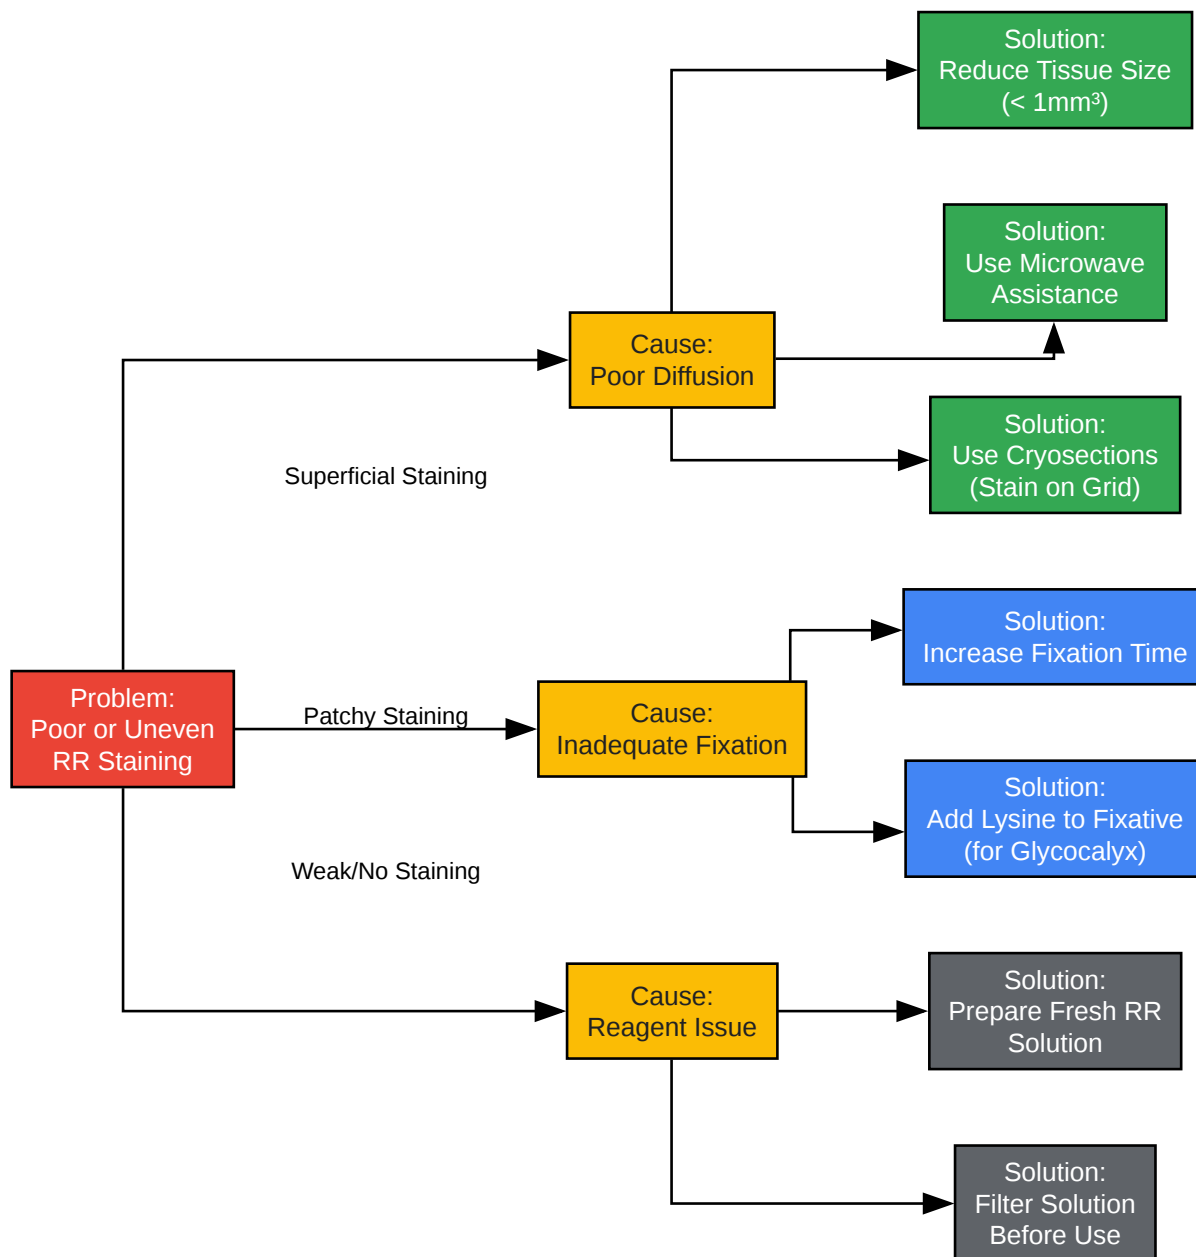 Solution:
Reduce Tissue Size
(< 1mm³)
Solution:
Use Microwave
Assistance
Cause:
Poor Diffusion
Solution:
Use Cryosections
(Stain on Grid)
Superficial Staining
Solution:
Increase Fixation Time
Problem:
Poor or Uneven
RR Staining
Patchy Staining
Cause:
Inadequate Fixation
Solution:
Add Lysine to Fixative
(for Glycocalyx)
Weak/No Staining
Cause:
Reagent Issue
Solution:
Prepare Fresh RR
Solution
Solution:
Filter Solution
Before Use